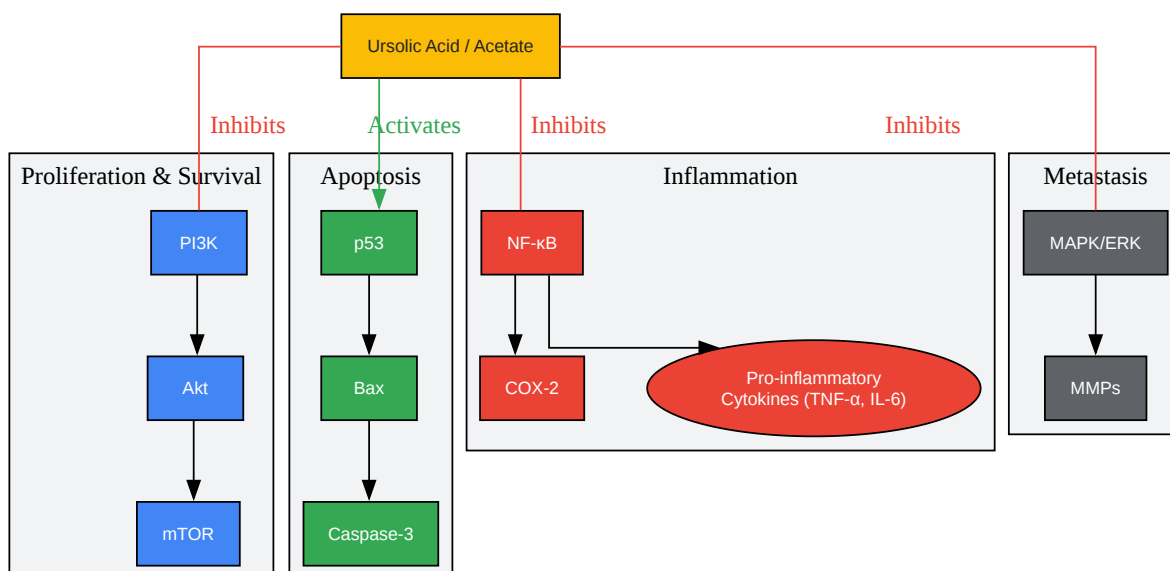 Ursolic Acid / Acetate
Inhibits
Activates
Inhibits
Inhibits
Proliferation & Survival
Apoptosis
Inflammation
Metastasis
PI3K
p53
NF-κB
MAPK/ERK
Akt
Bax
COX-2
Pro-inflammatory
Cytokines (TNF-α, IL-6)
MMPs
mTOR
Caspase-3